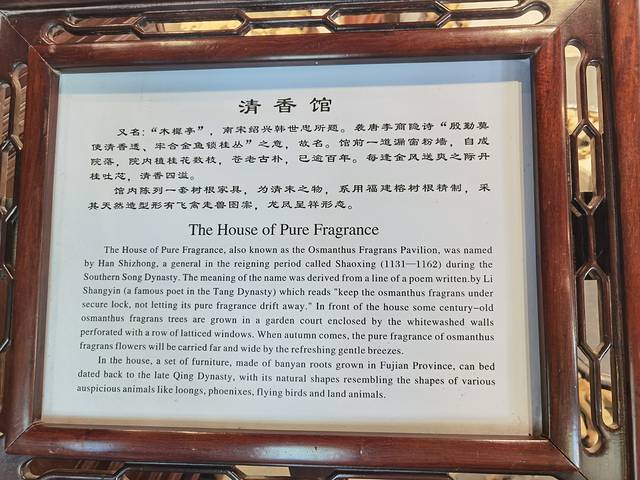 清香馆
又名：“木樨亭”，南宋绍兴韩世忠所题。袭唐李商隐诗“殷勤莫
使清香透、牢合金鱼锁桂丛”之意，故名。馆前一道漏窗粉墙，自成
院落，院内植桂花数枝，苍老古朴，已逾百年。每逢金风送爽之际丹
桂吐芯，清香四溢。
馆内陈列一套树根家具，为清末之物，系用福建榕树根精制，采
其天然造型形有飞禽走兽图案，龙凤呈祥形态。
The House of Pure Fragrance
The House of Pure Fragrance, also known as the Osmanthus Fragrans Pavilion, was named
by Han Shizhong, a general in the reigning period called Shaoxing (1131—1162) during the
Southern Song Dynasty. The meaning of the name was derived from a line of a poem written.by Li
Shangyin (a famous poet in the Tang Dynasty) which reads "keep the osmanthus fragrans under
secure lock, not letting its pure fragrance drift away." In front of the house some century-old
osmanthus fragrans trees are grown in a garden court enclosed by the whitewashed walls
perforated with a row of latticed windows. When autumn comes, the pure fragrance of osmanthus
fragrans flowers will be carried far and wide by the refreshing gentle breezes.
In the house, a set of furniture, made of banyan roots grown in Fujian Province, can bed
dated back to the late Qing Dynasty, with its natural shapes resembling the shapes of various
auspicious animals like loongs, phoenixes, flying birds and land animals.